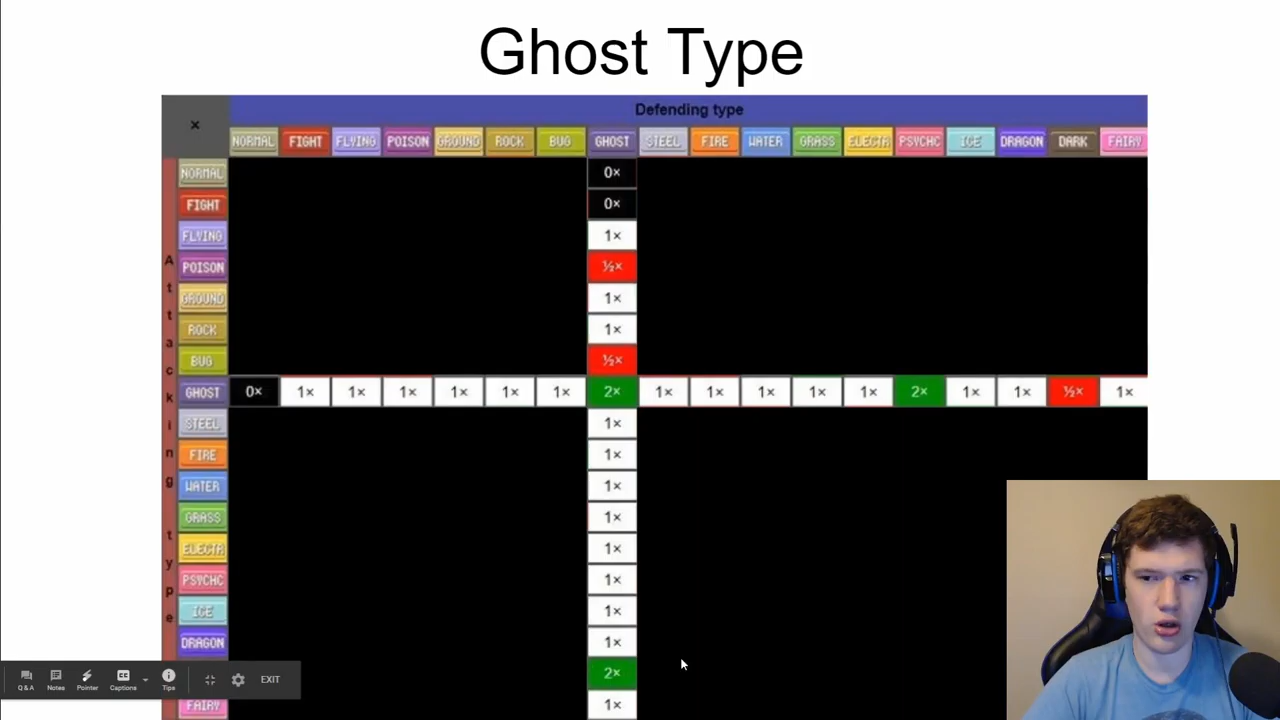 Ghost Type
Defending type
× NORMAL FIGHT FLYING POISON GROUND ROCK BUG GHOST STEEL FIRE WATER GRASS ELECTR PSYCHC ICE DRAGON DARK FAIRY
Attacking type
NORMAL 0×
FIGHT 0×
FLYING 1×
POISON ½×
GROUND 1×
ROCK 1×
BUG ½×
GHOST 0× 1× 1× 1× 1× 1× 1× 2× 1× 1× 1× 1× 1× 2× 1× 1× ½× 1×
STEEL 1×
FIRE 1×
WATER 1×
GRASS 1×
ELECTR 1×
PSYCHC 1×
ICE 1×
DRAGON 1×
2×
FAIRY 1×
Q & A Notes Pointer Captions Tips EXIT